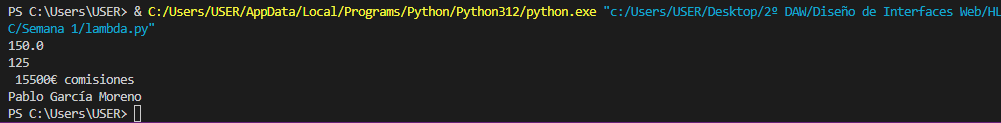 PS C:\Users\USER> & C:/Users/USER/AppData/Local/Programs/Python/Python312/python.exe "c:/Users/USER/Desktop/2º DAW/Diseño de Interfaces Web/HL
C/Semana 1/lambda.py"
150.0
125
 15500€ comisiones
Pablo García Moreno
PS C:\Users\USER>